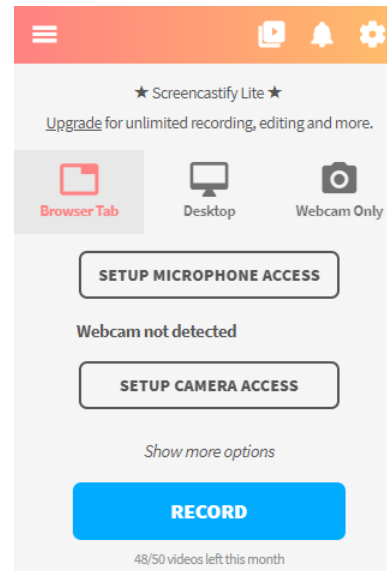 ★ Screencastify Lite ★
Upgrade for unlimited recording, editing and more.
Browser Tab Desktop Webcam Only
SETUP MICROPHONE ACCESS
Webcam not detected
SETUP CAMERA ACCESS
Show more options
RECORD
48/50 videos left this month